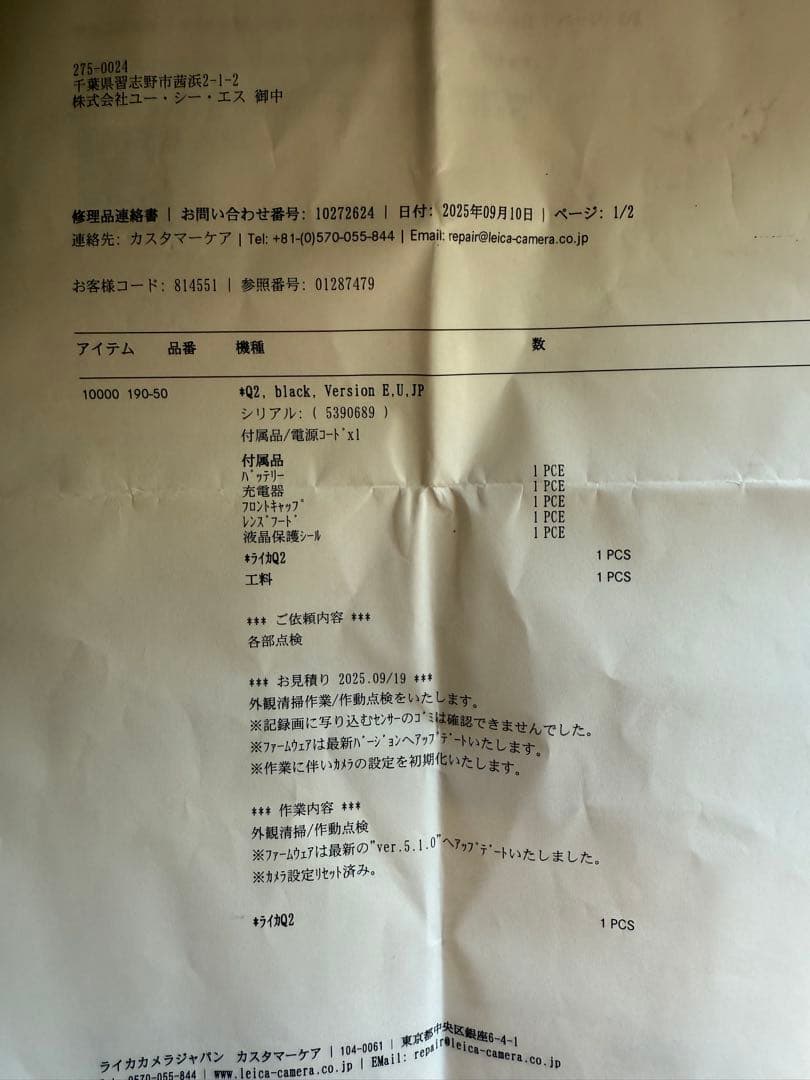 275-0024
千葉県習志野市茜浜2-1-2
株式会社ユー・シー・エス 御中
修理品連絡書 | お問い合わせ番号: 10272624 | 日付: 2025年09月10日 | ページ: 1/2
連絡先: カスタマーケア | Tel: +81-(0)570-055-844 | Email: repair@leica-camera.co.jp
お客様コード: 814551 | 参照番号: 01287479
アイテム 品番 機種 数
10000 190-50 *Q2, black, Version E,U,JP
シリアル: ( 5390689 )
付属品/電源ｺｰﾄﾞx1
付属品
ﾊﾞｯﾃﾘｰ 1 PCE
充電器 1 PCE
ﾌﾛﾝﾄｷｬｯﾌﾟ 1 PCE
ﾚﾝｽﾞﾌｰﾄﾞ 1 PCE
液晶保護ｼｰﾙ 1 PCE
*ﾗｲｶQ2 1 PCS
工料 1 PCS
*** ご依頼内容 ***
各部点検
*** お見積り 2025.09/19 ***
外観清掃作業/作動点検をいたします。
※記録画に写り込むｾﾝｻｰのｺﾞﾐは確認できませんでした。
※ﾌｧｰﾑｳｪｱは最新ﾊﾞｰｼﾞｮﾝへｱｯﾌﾟﾃﾞｰﾄいたします。
※作業に伴いｶﾒﾗの設定を初期化いたします。
*** 作業内容 ***
外観清掃/作動点検
※ﾌｧｰﾑｳｪｱは最新の"ver.5.1.0"へｱｯﾌﾟﾃﾞｰﾄいたしました。
※ｶﾒﾗ設定ﾘｾｯﾄ済み。
*ﾗｲｶQ2 1 PCS
ライカカメラジャパン カスタマーケア | 104-0061 | 東京都中央区銀座6-4-1
0570-055-844 | www.leica-camera.co.jp | EMail: repair@leica-camera.co.jp